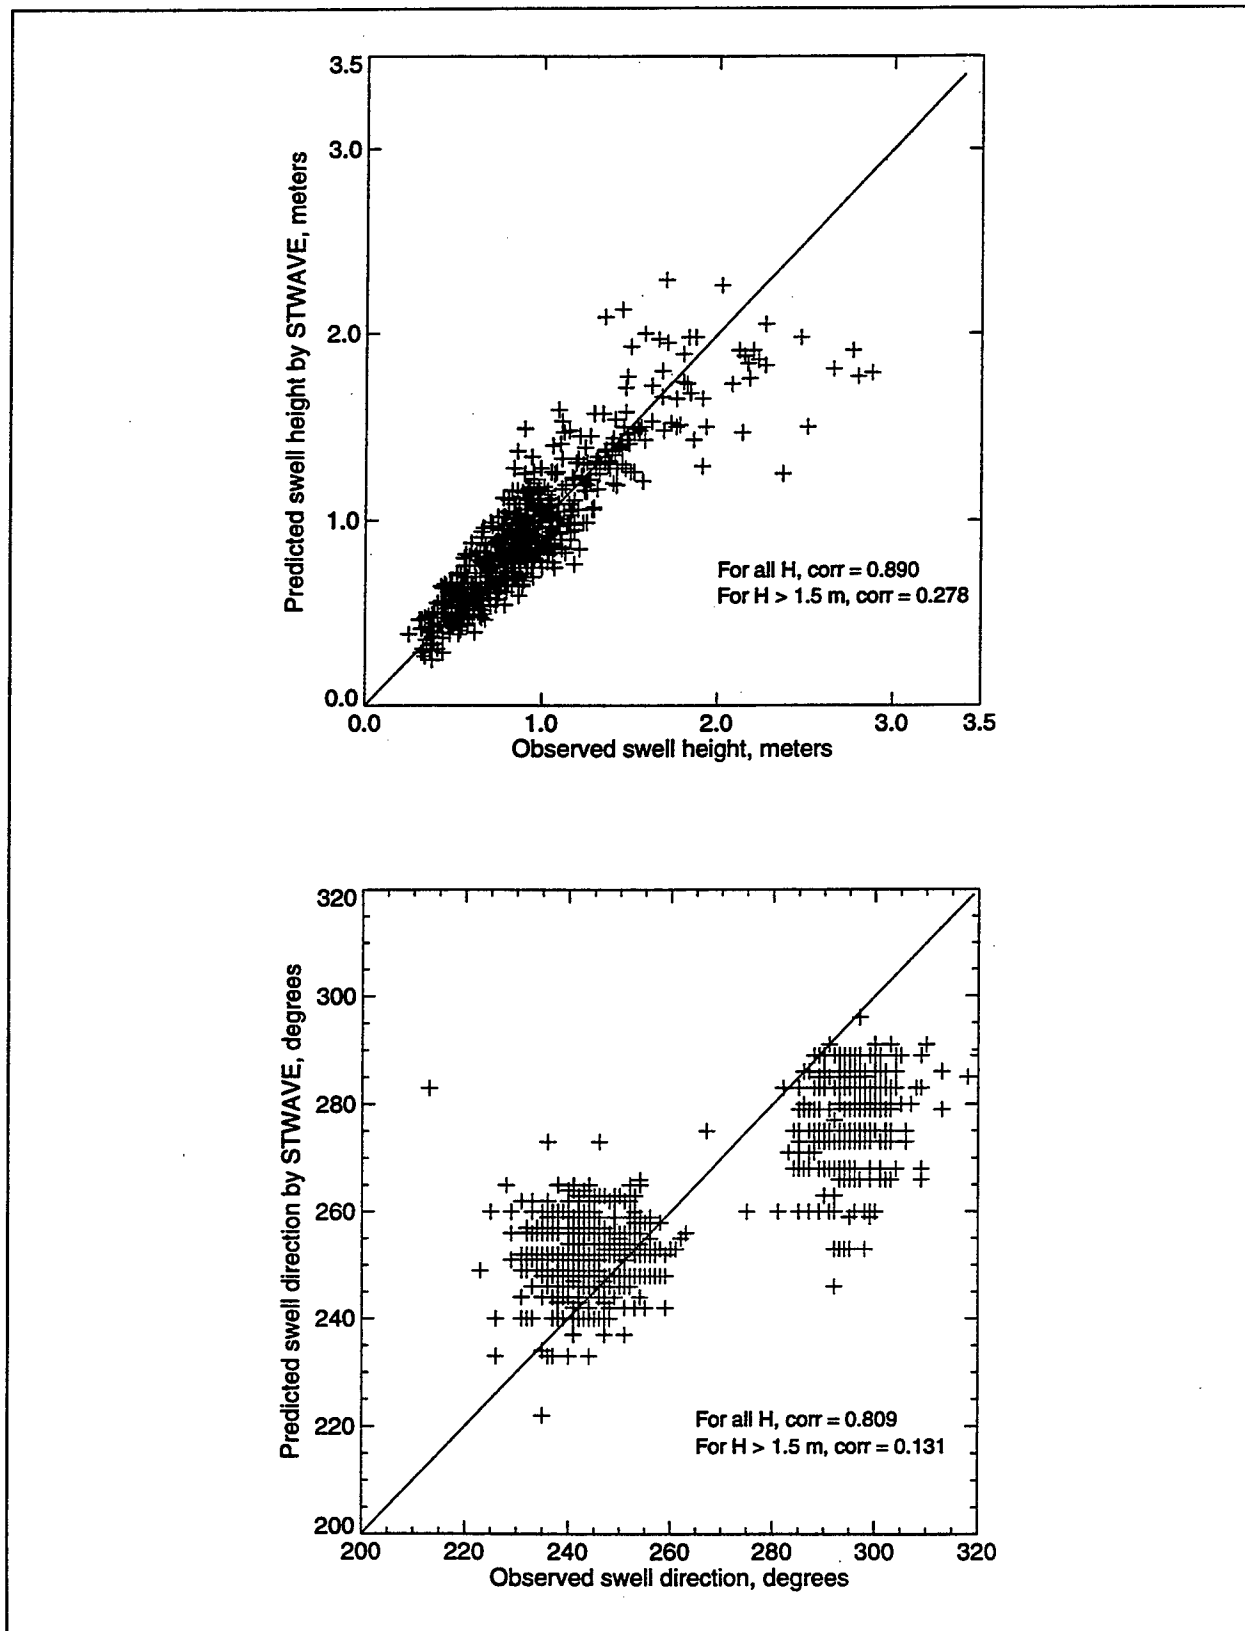 3.5
3.0
2.0
1.0
0.0
0.0 1.0 2.0 3.0 3.5
Predicted swell height by STWAVE, meters
For all H, corr = 0.890
For H > 1.5 m, corr = 0.278
Observed swell height, meters
320
300
280
260
240
220
200
200 220 240 260 280 300 320
Predicted swell direction by STWAVE, degrees
For all H, corr = 0.809
For H > 1.5 m, corr = 0.131
Observed swell direction, degrees